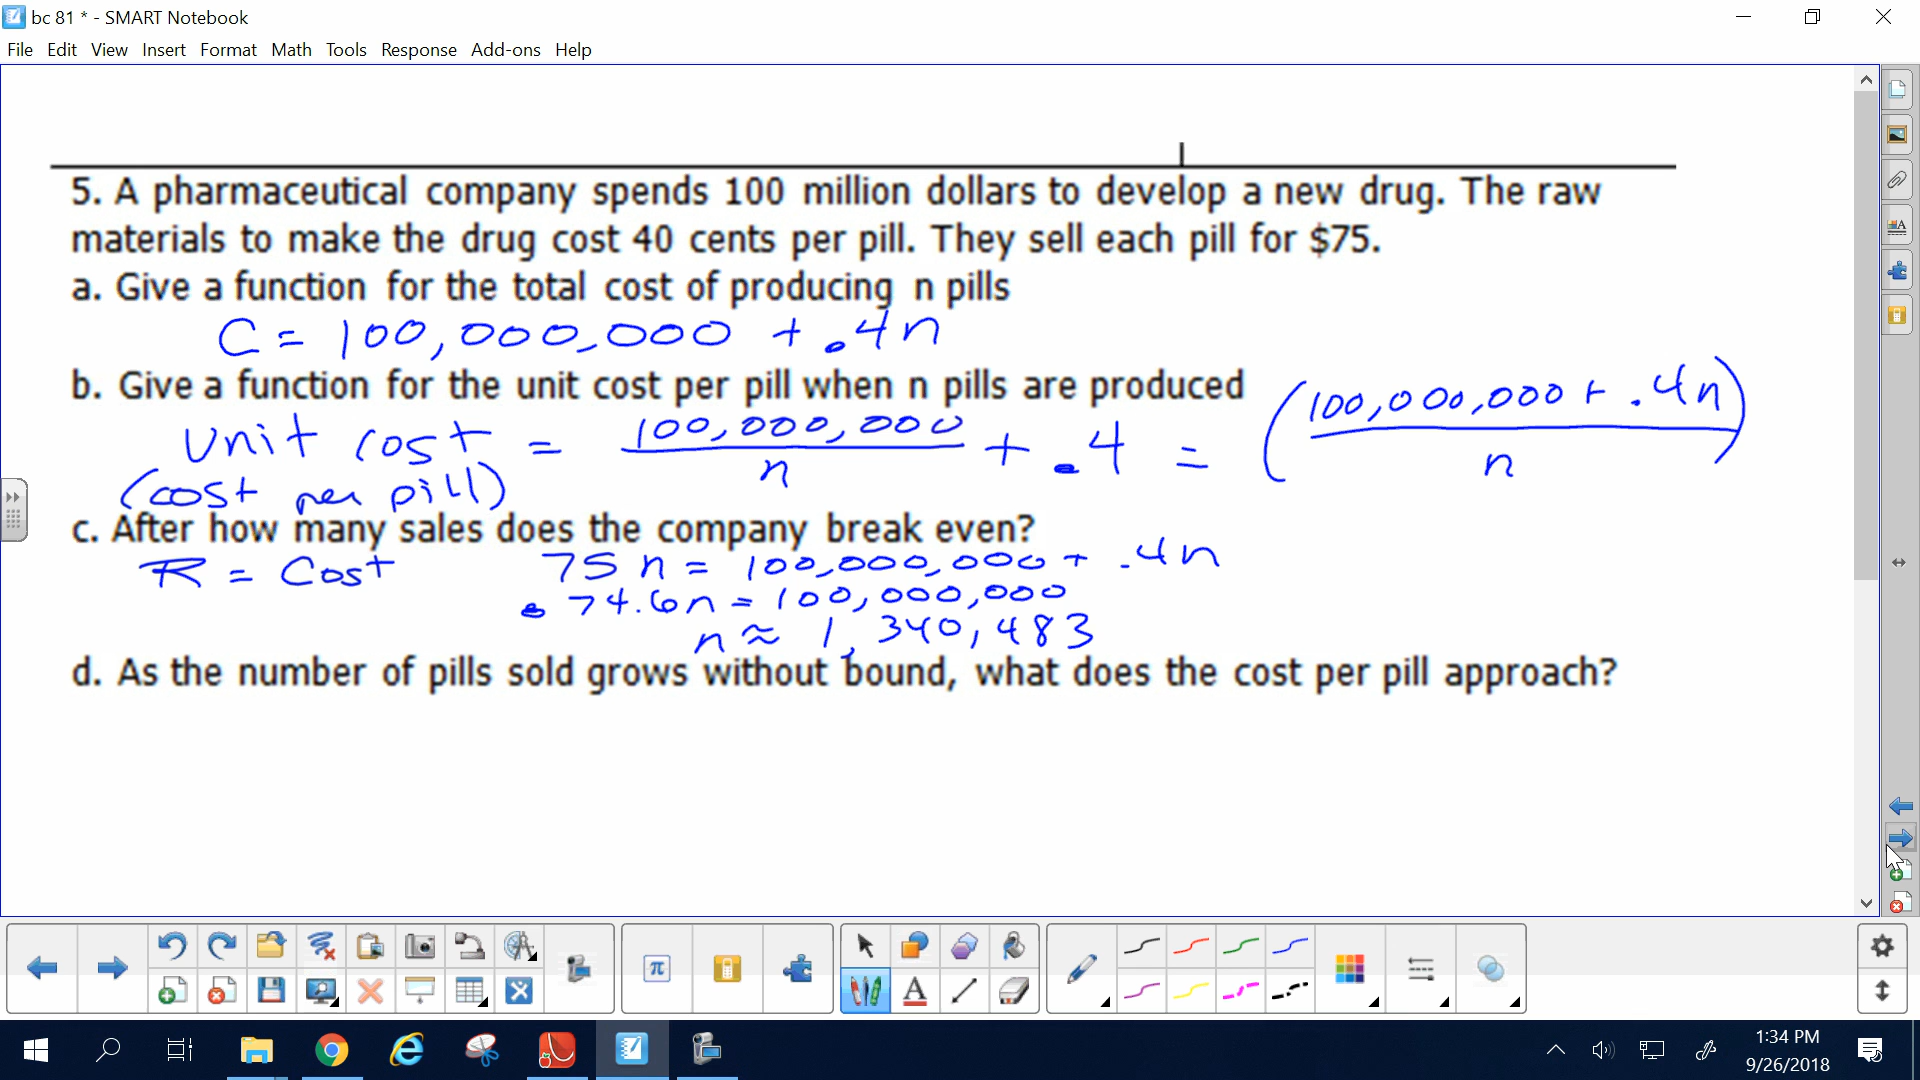 bc 81 * - SMART Notebook
File Edit View Insert Format Math Tools Response Add-ons Help
5. A pharmaceutical company spends 100 million dollars to develop a new drug. The raw
materials to make the drug cost 40 cents per pill. They sell each pill for $75.
a. Give a function for the total cost of producing n pills
C = 100,000,000 + .4n
b. Give a function for the unit cost per pill when n pills are produced
Unit cost = 100,000,000 / n + .4 = (100,000,000 + .4n / n)
(cost per pill)
c. After how many sales does the company break even?
R = Cost 75n = 100,000,000 + .4n
74.6n = 100,000,000
n ≈ 1,340,483
d. As the number of pills sold grows without bound, what does the cost per pill approach?
π
A
1:34 PM
9/26/2018